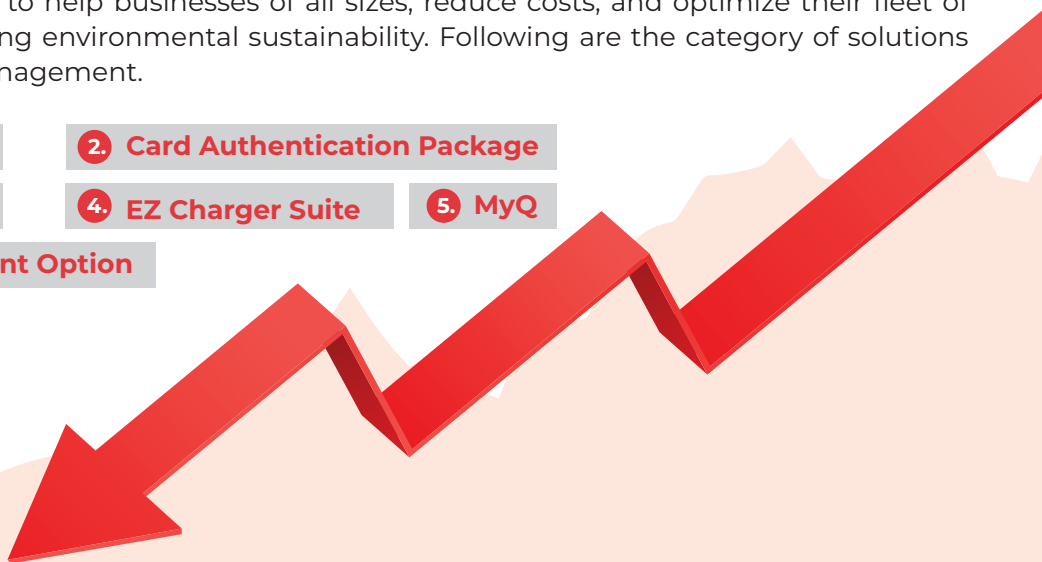 to help businesses of all sizes, reduce costs, and optimize their fleet of
ng environmental sustainability. Following are the category of solutions
nagement.
2. Card Authentication Package
4. EZ Charger Suite 5. MyQ
nt Option